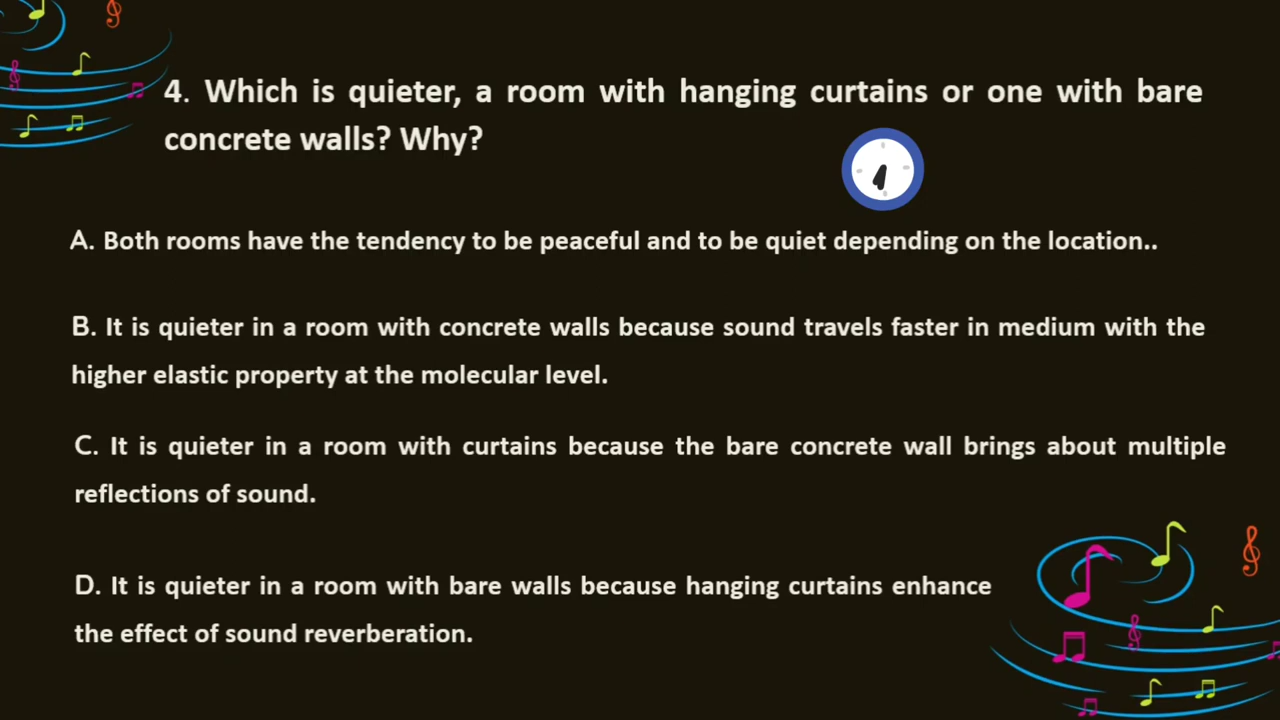 4. Which is quieter, a room with hanging curtains or one with bare
concrete walls? Why?
A. Both rooms have the tendency to be peaceful and to be quiet depending on the location..
B. It is quieter in a room with concrete walls because sound travels faster in medium with the
higher elastic property at the molecular level.
C. It is quieter in a room with curtains because the bare concrete wall brings about multiple
reflections of sound.
D. It is quieter in a room with bare walls because hanging curtains enhance
the effect of sound reverberation.